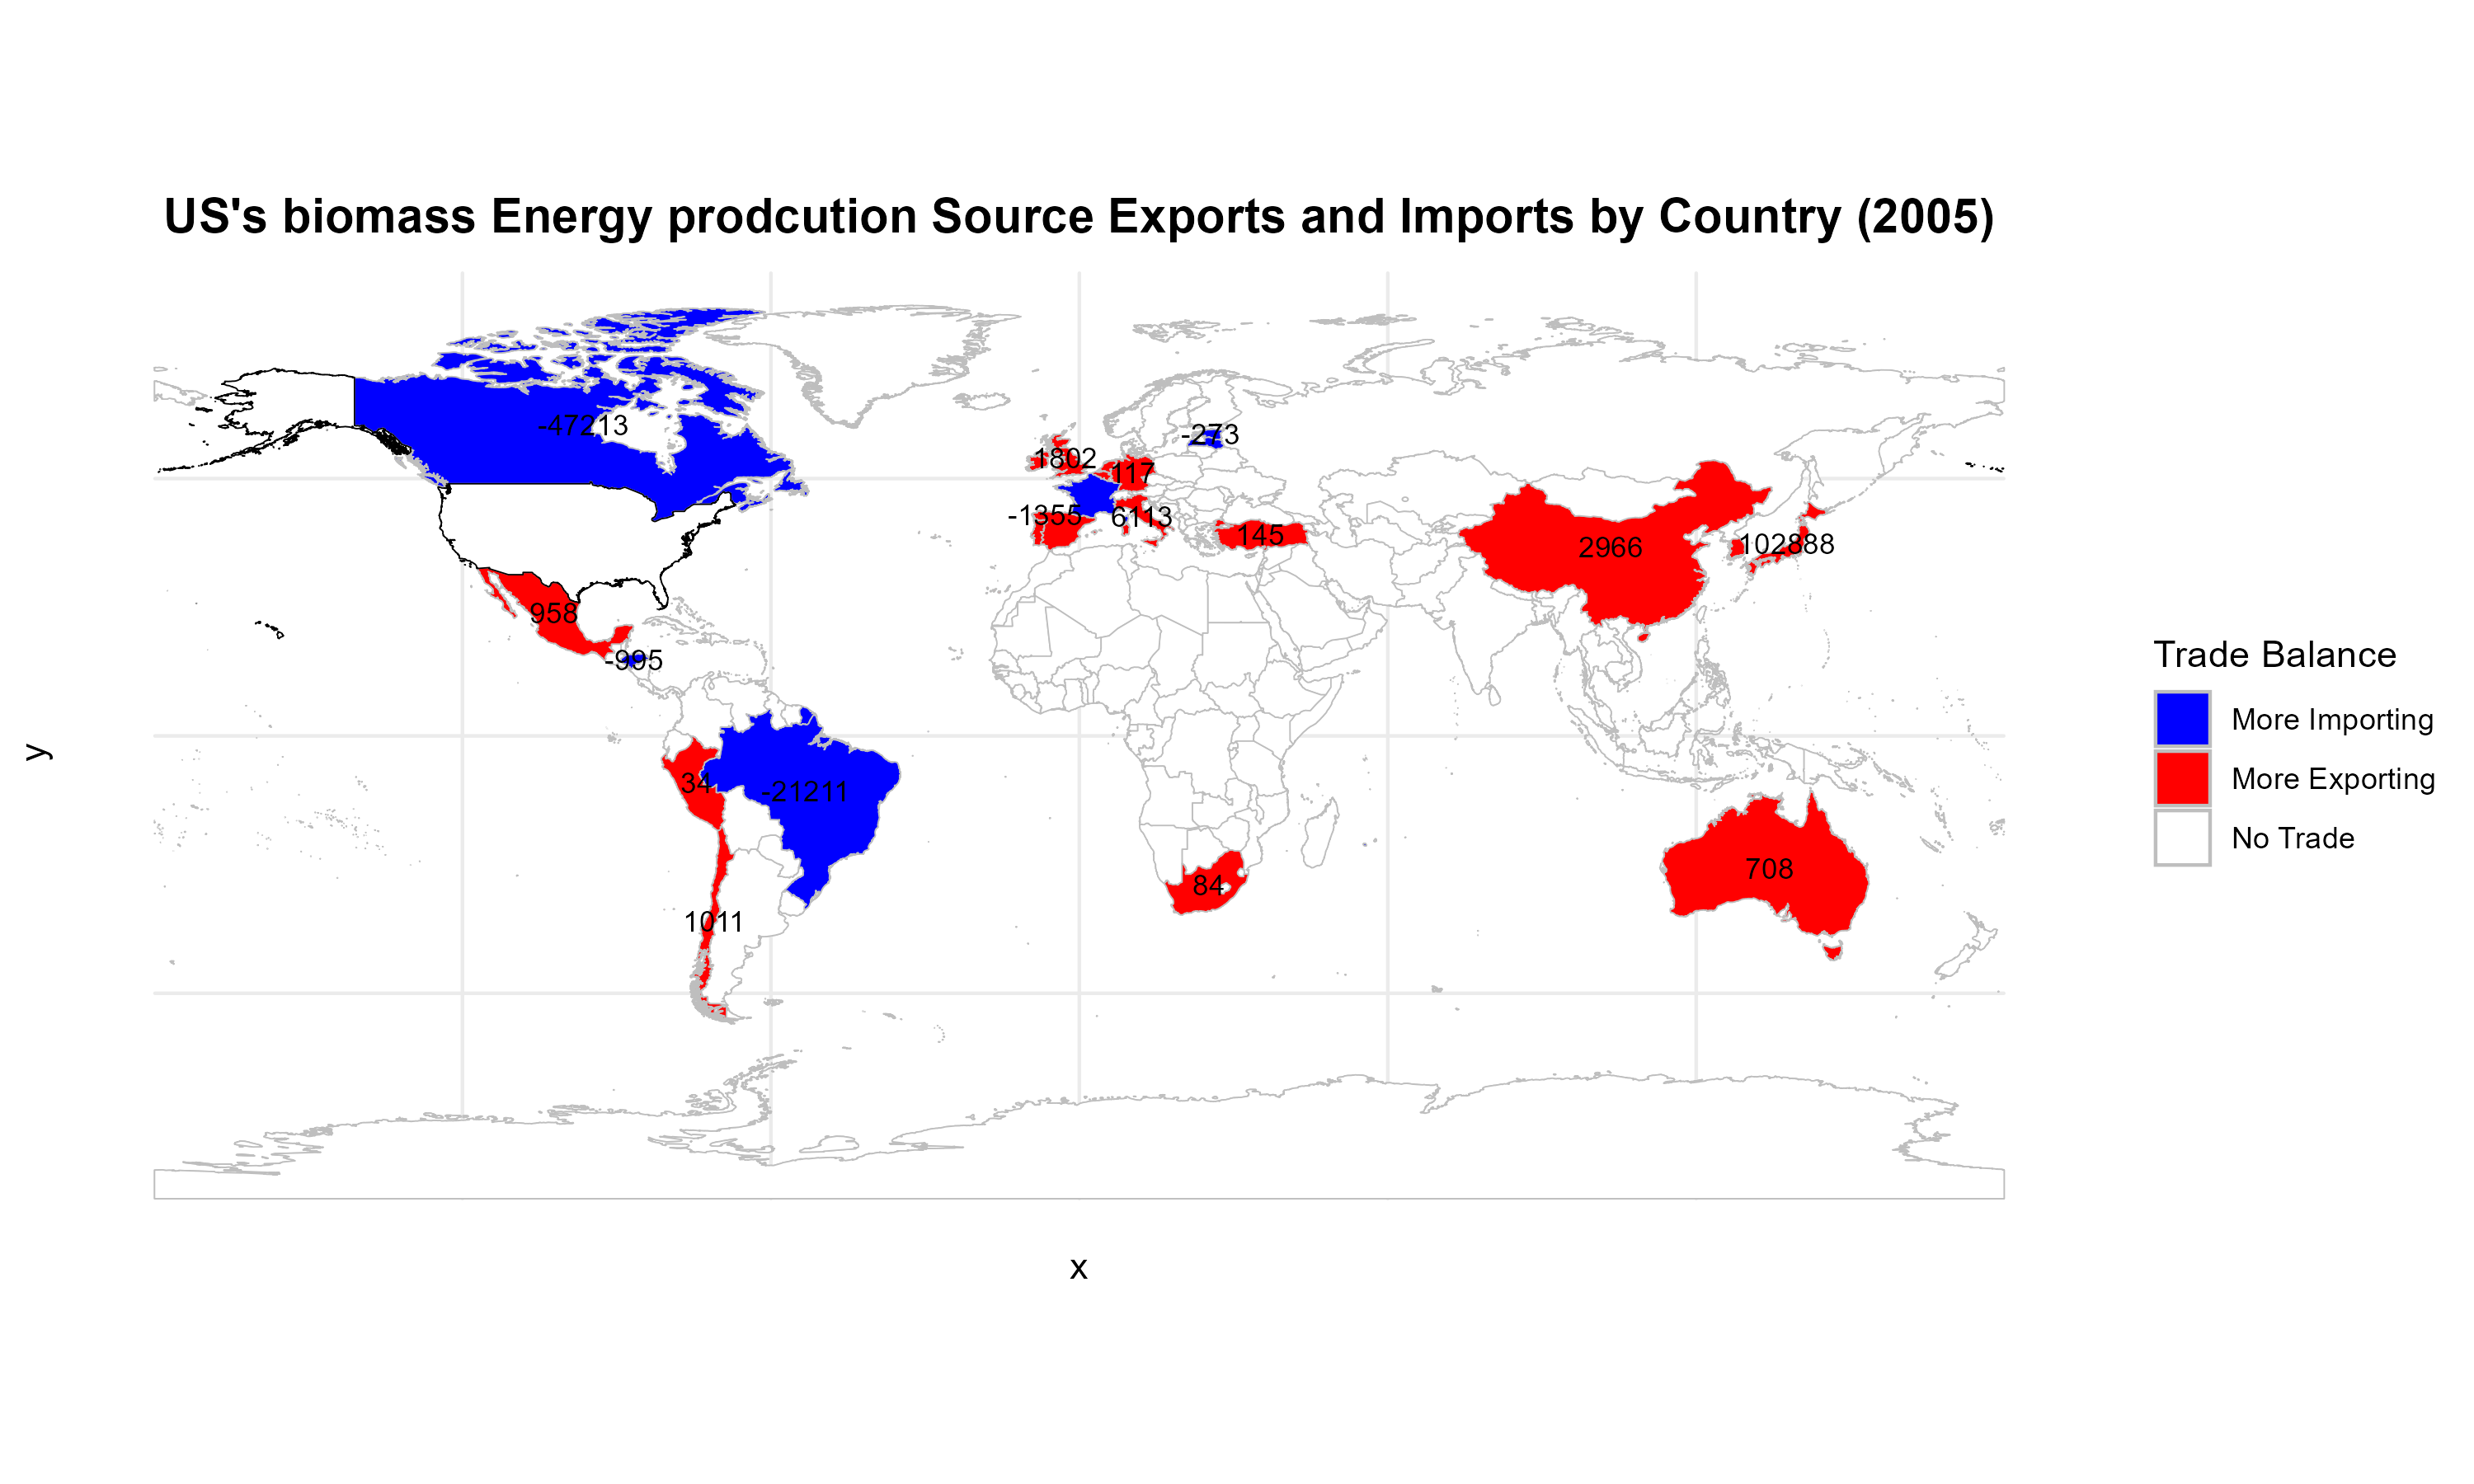 US's biomass Energy prodcution Source Exports and Imports by Country (2005)
-47213
-273
1802
117
-1355
6113
145
2966
102888
958
-995
34
-21211
84
708
1011
y
x
Trade Balance
More Importing
More Exporting
No Trade